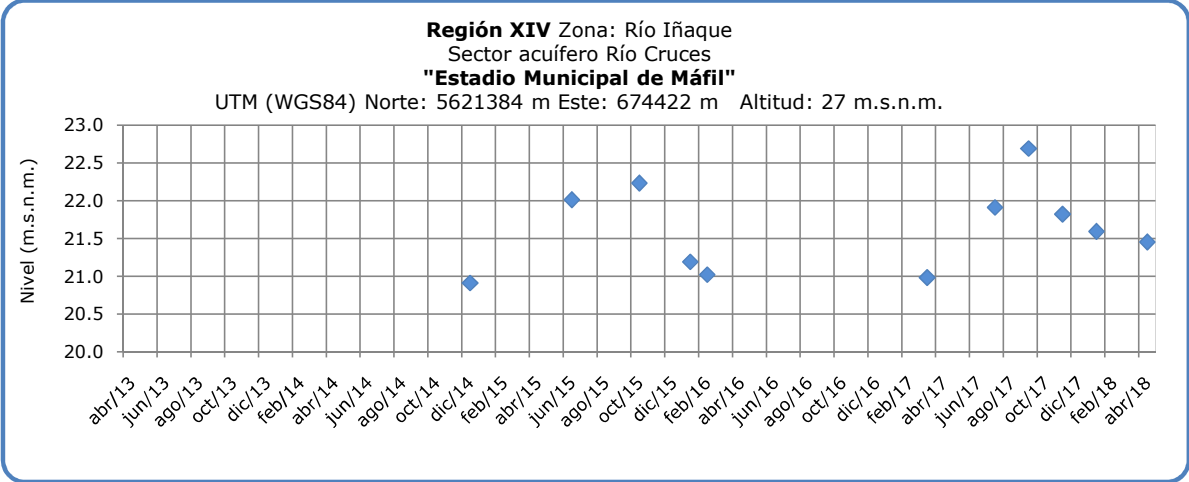 Región XIV Zona: Río Iñaque
Sector acuífero Río Cruces
"Estadio Municipal de Máfil"
UTM (WGS84) Norte: 5621384 m Este: 674422 m Altitud: 27 m.s.n.m.
Nivel (m.s.n.m.)
23.0
22.5
22.0
21.5
21.0
20.5
20.0
abr/13
jun/13
ago/13
oct/13
dic/13
feb/14
abr/14
jun/14
ago/14
oct/14
dic/14
feb/15
abr/15
jun/15
ago/15
oct/15
dic/15
feb/16
abr/16
jun/16
ago/16
oct/16
dic/16
feb/17
abr/17
jun/17
ago/17
oct/17
dic/17
feb/18
abr/18